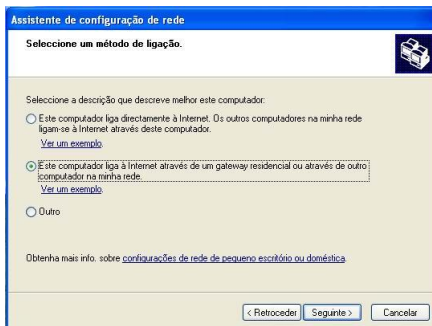 Assistente de configuração de rede
Seleccione um método de ligação.
Seleccione a descrição que descreve melhor este computador:
Este computador liga directamente à Internet. Os outros computadores na minha rede
ligam-se à Internet através deste computador.
Ver um exemplo.
Este computador liga à Internet através de um gateway residencial ou através de outro
computador na minha rede.
Ver um exemplo.
Outro
Obtenha mais info. sobre configurações de rede de pequeno escritório ou doméstica.
< Retroceder Seguinte > Cancelar